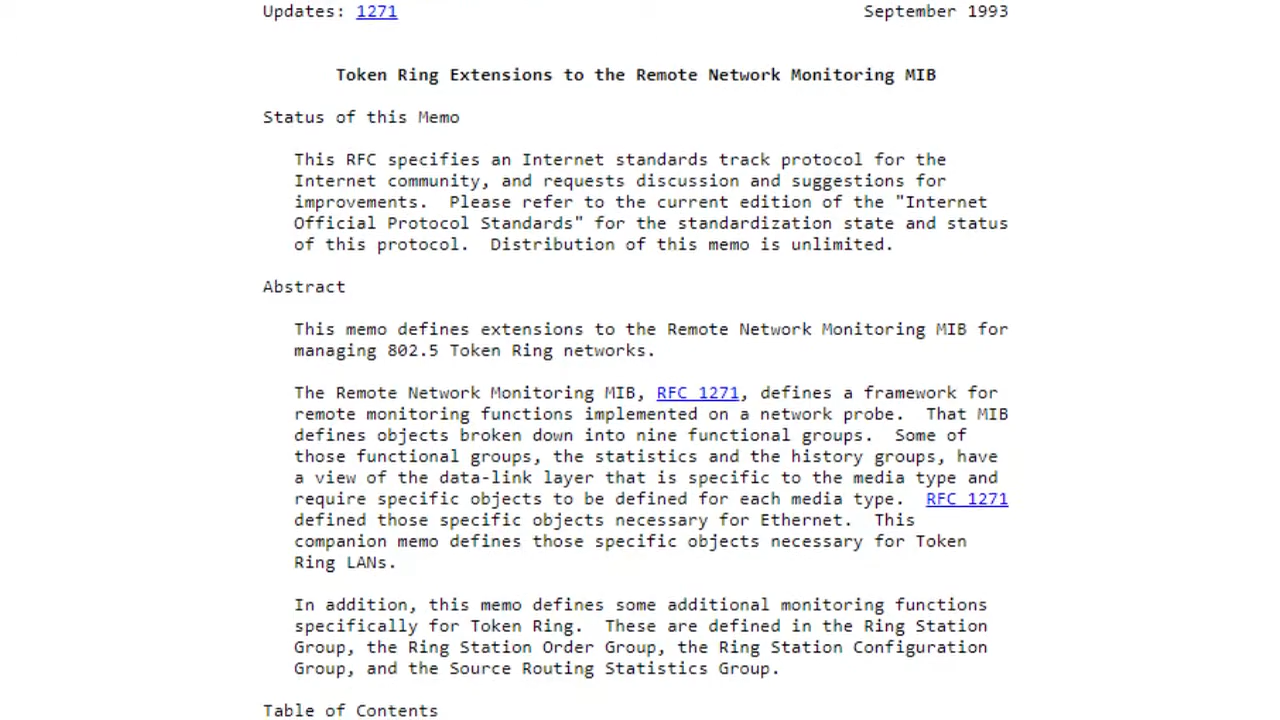 Updates: 1271 September 1993
Token Ring Extensions to the Remote Network Monitoring MIB
Status of this Memo
This RFC specifies an Internet standards track protocol for the
Internet community, and requests discussion and suggestions for
improvements.  Please refer to the current edition of the "Internet
Official Protocol Standards" for the standardization state and status
of this protocol.  Distribution of this memo is unlimited.
Abstract
This memo defines extensions to the Remote Network Monitoring MIB for
managing 802.5 Token Ring networks.
The Remote Network Monitoring MIB, RFC 1271, defines a framework for
remote monitoring functions implemented on a network probe.  That MIB
defines objects broken down into nine functional groups.  Some of
those functional groups, the statistics and the history groups, have
a view of the data-link layer that is specific to the media type and
require specific objects to be defined for each media type.  RFC 1271
defined those specific objects necessary for Ethernet.  This
companion memo defines those specific objects necessary for Token
Ring LANs.
In addition, this memo defines some additional monitoring functions
specifically for Token Ring.  These are defined in the Ring Station
Group, the Ring Station Order Group, the Ring Station Configuration
Group, and the Source Routing Statistics Group.
Table of Contents